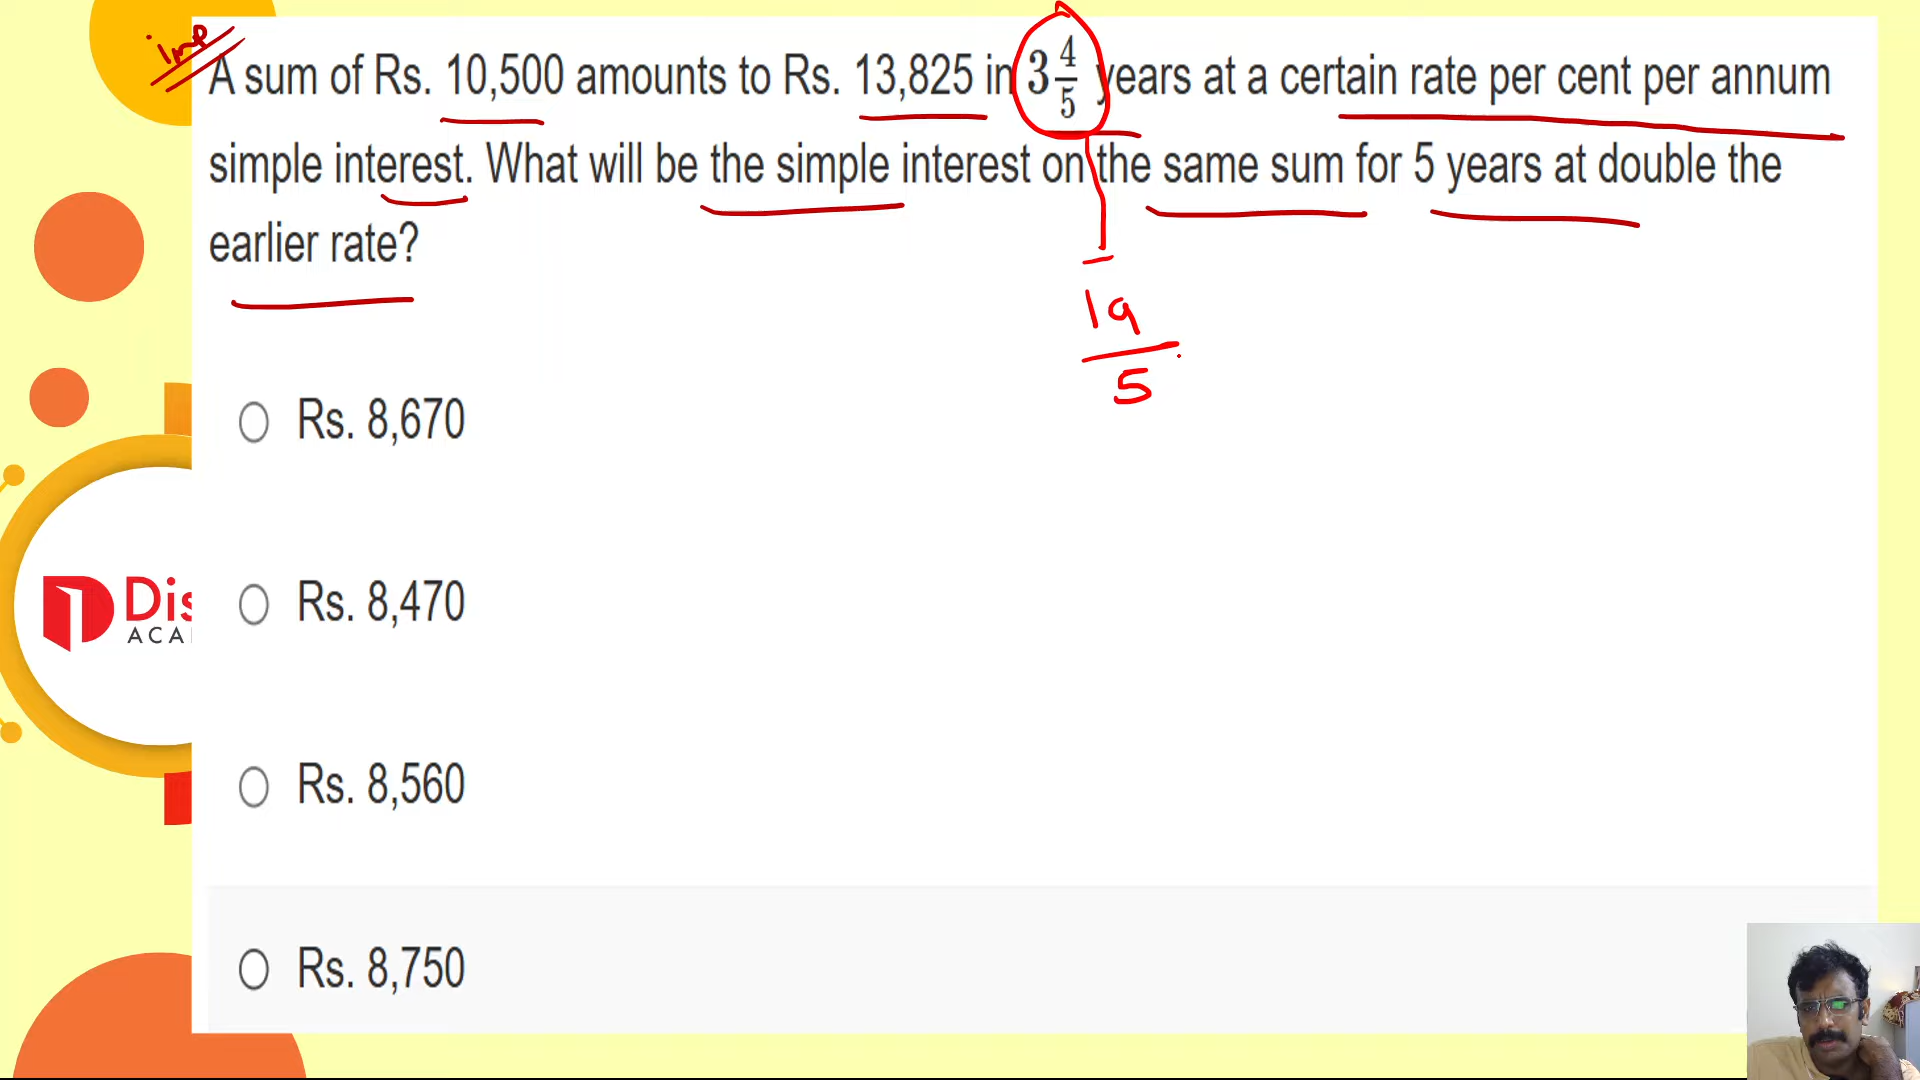 imp
A sum of Rs. 10,500 amounts to Rs. 13,825 in 3 4/5 years at a certain rate per cent per annum
simple interest. What will be the simple interest on the same sum for 5 years at double the
earlier rate?
19
5
Rs. 8,670
Rs. 8,470
Dis
ACA
Rs. 8,560
Rs. 8,750